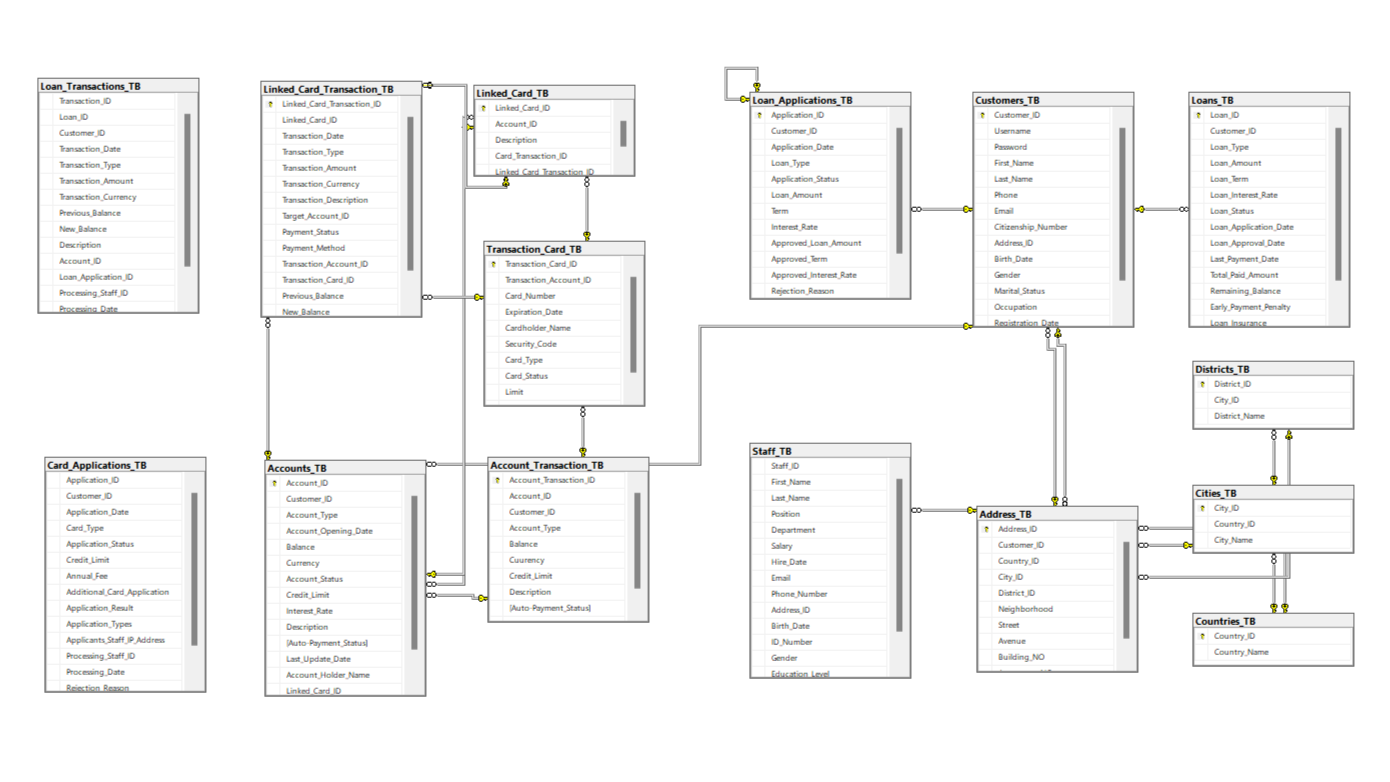 Loan_Transactions_TB
Transaction_ID
Loan_ID
Customer_ID
Transaction_Date
Transaction_Type
Transaction_Amount
Transaction_Currency
Previous_Balance
New_Balance
Description
Account_ID
Loan_Application_ID
Processing_Staff_ID
Processing_Date
Linked_Card_Transaction_TB
Linked_Card_Transaction_ID
Linked_Card_ID
Transaction_Date
Transaction_Type
Transaction_Amount
Transaction_Currency
Transaction_Description
Target_Account_ID
Payment_Status
Payment_Method
Transaction_Account_ID
Transaction_Card_ID
Previous_Balance
New_Balance
Linked_Card_TB
Linked_Card_ID
Account_ID
Description
Card_Transaction_ID
Linked_Card_Transaction_ID
Transaction_Card_TB
Transaction_Card_ID
Transaction_Account_ID
Card_Number
Expiration_Date
Cardholder_Name
Security_Code
Card_Type
Card_Status
Limit
Loan_Applications_TB
Application_ID
Customer_ID
Application_Date
Loan_Type
Application_Status
Loan_Amount
Term
Interest_Rate
Approved_Loan_Amount
Approved_Term
Approved_Interest_Rate
Rejection_Reason
Customers_TB
Customer_ID
Username
Password
First_Name
Last_Name
Phone
Email
Citizenship_Number
Address_ID
Birth_Date
Gender
Marital_Status
Occupation
Registration_Date
Loans_TB
Loan_ID
Customer_ID
Loan_Type
Loan_Amount
Loan_Term
Loan_Interest_Rate
Loan_Status
Loan_Application_Date
Loan_Approval_Date
Last_Payment_Date
Total_Paid_Amount
Remaining_Balance
Early_Payment_Penalty
Loan_Insurance
Districts_TB
District_ID
City_ID
District_Name
Card_Applications_TB
Application_ID
Customer_ID
Application_Date
Card_Type
Application_Status
Credit_Limit
Annual_Fee
Additional_Card_Application
Application_Result
Application_Types
Applicants_Staff_IP_Address
Processing_Staff_ID
Processing_Date
Rejection_Reason
Accounts_TB
Account_ID
Customer_ID
Account_Type
Account_Opening_Date
Balance
Currency
Account_Status
Credit_Limit
Interest_Rate
Description
[Auto-Payment_Status]
Last_Update_Date
Account_Holder_Name
Linked_Card_ID
Account_Transaction_TB
Account_Transaction_ID
Account_ID
Customer_ID
Account_Type
Balance
Cuurency
Credit_Limit
Description
[Auto-Payment_Status]
Staff_TB
Staff_ID
First_Name
Last_Name
Position
Department
Salary
Hire_Date
Email
Phone_Number
Address_ID
Birth_Date
ID_Number
Gender
Education_Level
Address_TB
Address_ID
Customer_ID
Country_ID
City_ID
District_ID
Neighborhood
Street
Avenue
Building_NO
Cities_TB
City_ID
Country_ID
City_Name
Countries_TB
Country_ID
Country_Name